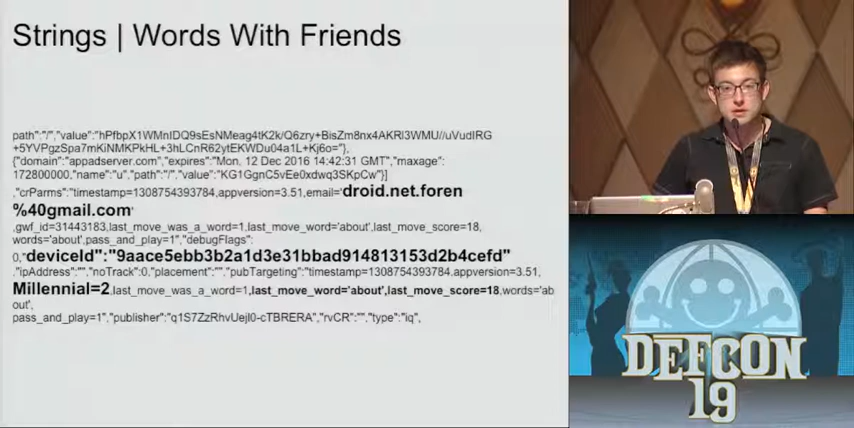 Strings | Words With Friends
path":"/","value":"hPfbpX1WMnIDQ9sEsNMeag4tK2k/Q6zry+BisZm8nx4AKRl3WMU//uVudIRG
+5YVPgzSpa7mKiNMKPkHL+3hLCnR62ytEKWDu04a1L+Kj6o="},
{"domain":"appadserver.com","expires":"Mon, 12 Dec 2016 14:42:31 GMT","maxage":
172800000,"name":"u","path":"/","value":"KG1GgnC5vEe0xdwq3SKpCw"}]
,"crParms":"timestamp=1308754393784,appversion=3.51,email='droid.net.foren
%40gmail.com'
,gwf_id=31443183,last_move_was_a_word=1,last_move_word='about',last_move_score=18,
words='about',pass_and_play=1","debugFlags":
0,"deviceId":"9aace5ebb3b2a1d3e31bbad914813153d2b4cefd"
,"ipAddress":"","noTrack":0,"placement":"","pubTargeting":"timestamp=1308754393784,appversion=3.51,
Millennial=2,last_move_was_a_word=1,last_move_word='about',last_move_score=18,words='ab
out',
pass_and_play=1","publisher":"q1S7ZzRhvUejI0-cTBRERA","rvCR":"","type":"iq",
DEFCON
19